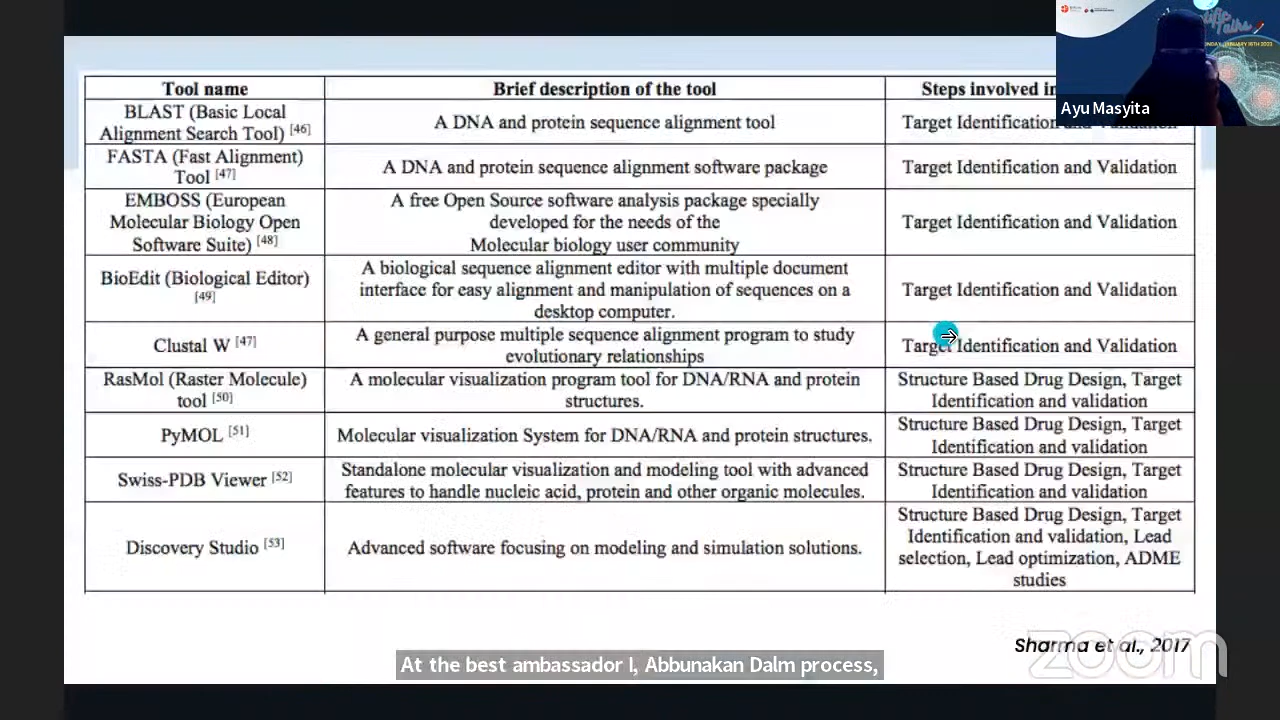 Tool name
Brief description of the tool
Steps involved in
BLAST (Basic Local
Alignment Search Tool) [46]
A DNA and protein sequence alignment tool
Target Identification and Validation
FASTA (Fast Alignment)
Tool [47]
A DNA and protein sequence alignment software package
Target Identification and Validation
EMBOSS (European
Molecular Biology Open
Software Suite) [48]
A free Open Source software analysis package specially
developed for the needs of the
Molecular biology user community
Target Identification and Validation
BioEdit (Biological Editor)
[49]
A biological sequence alignment editor with multiple document
interface for easy alignment and manipulation of sequences on a
desktop computer.
Target Identification and Validation
Clustal W [47]
A general purpose multiple sequence alignment program to study
evolutionary relationships
Target Identification and Validation
RasMol (Raster Molecule)
tool [50]
A molecular visualization program tool for DNA/RNA and protein
structures.
Structure Based Drug Design, Target
Identification and validation
PyMOL [51]
Molecular visualization System for DNA/RNA and protein structures.
Structure Based Drug Design, Target
Identification and validation
Swiss-PDB Viewer [52]
Standalone molecular visualization and modeling tool with advanced
features to handle nucleic acid, protein and other organic molecules.
Structure Based Drug Design, Target
Identification and validation
Discovery Studio [53]
Advanced software focusing on modeling and simulation solutions.
Structure Based Drug Design, Target
Identification and validation, Lead
selection, Lead optimization, ADME
studies
Sharma et al., 2017
zoom
At the best ambassador I, Abbunakan Dalm process,
Ayu Masyita
Talks